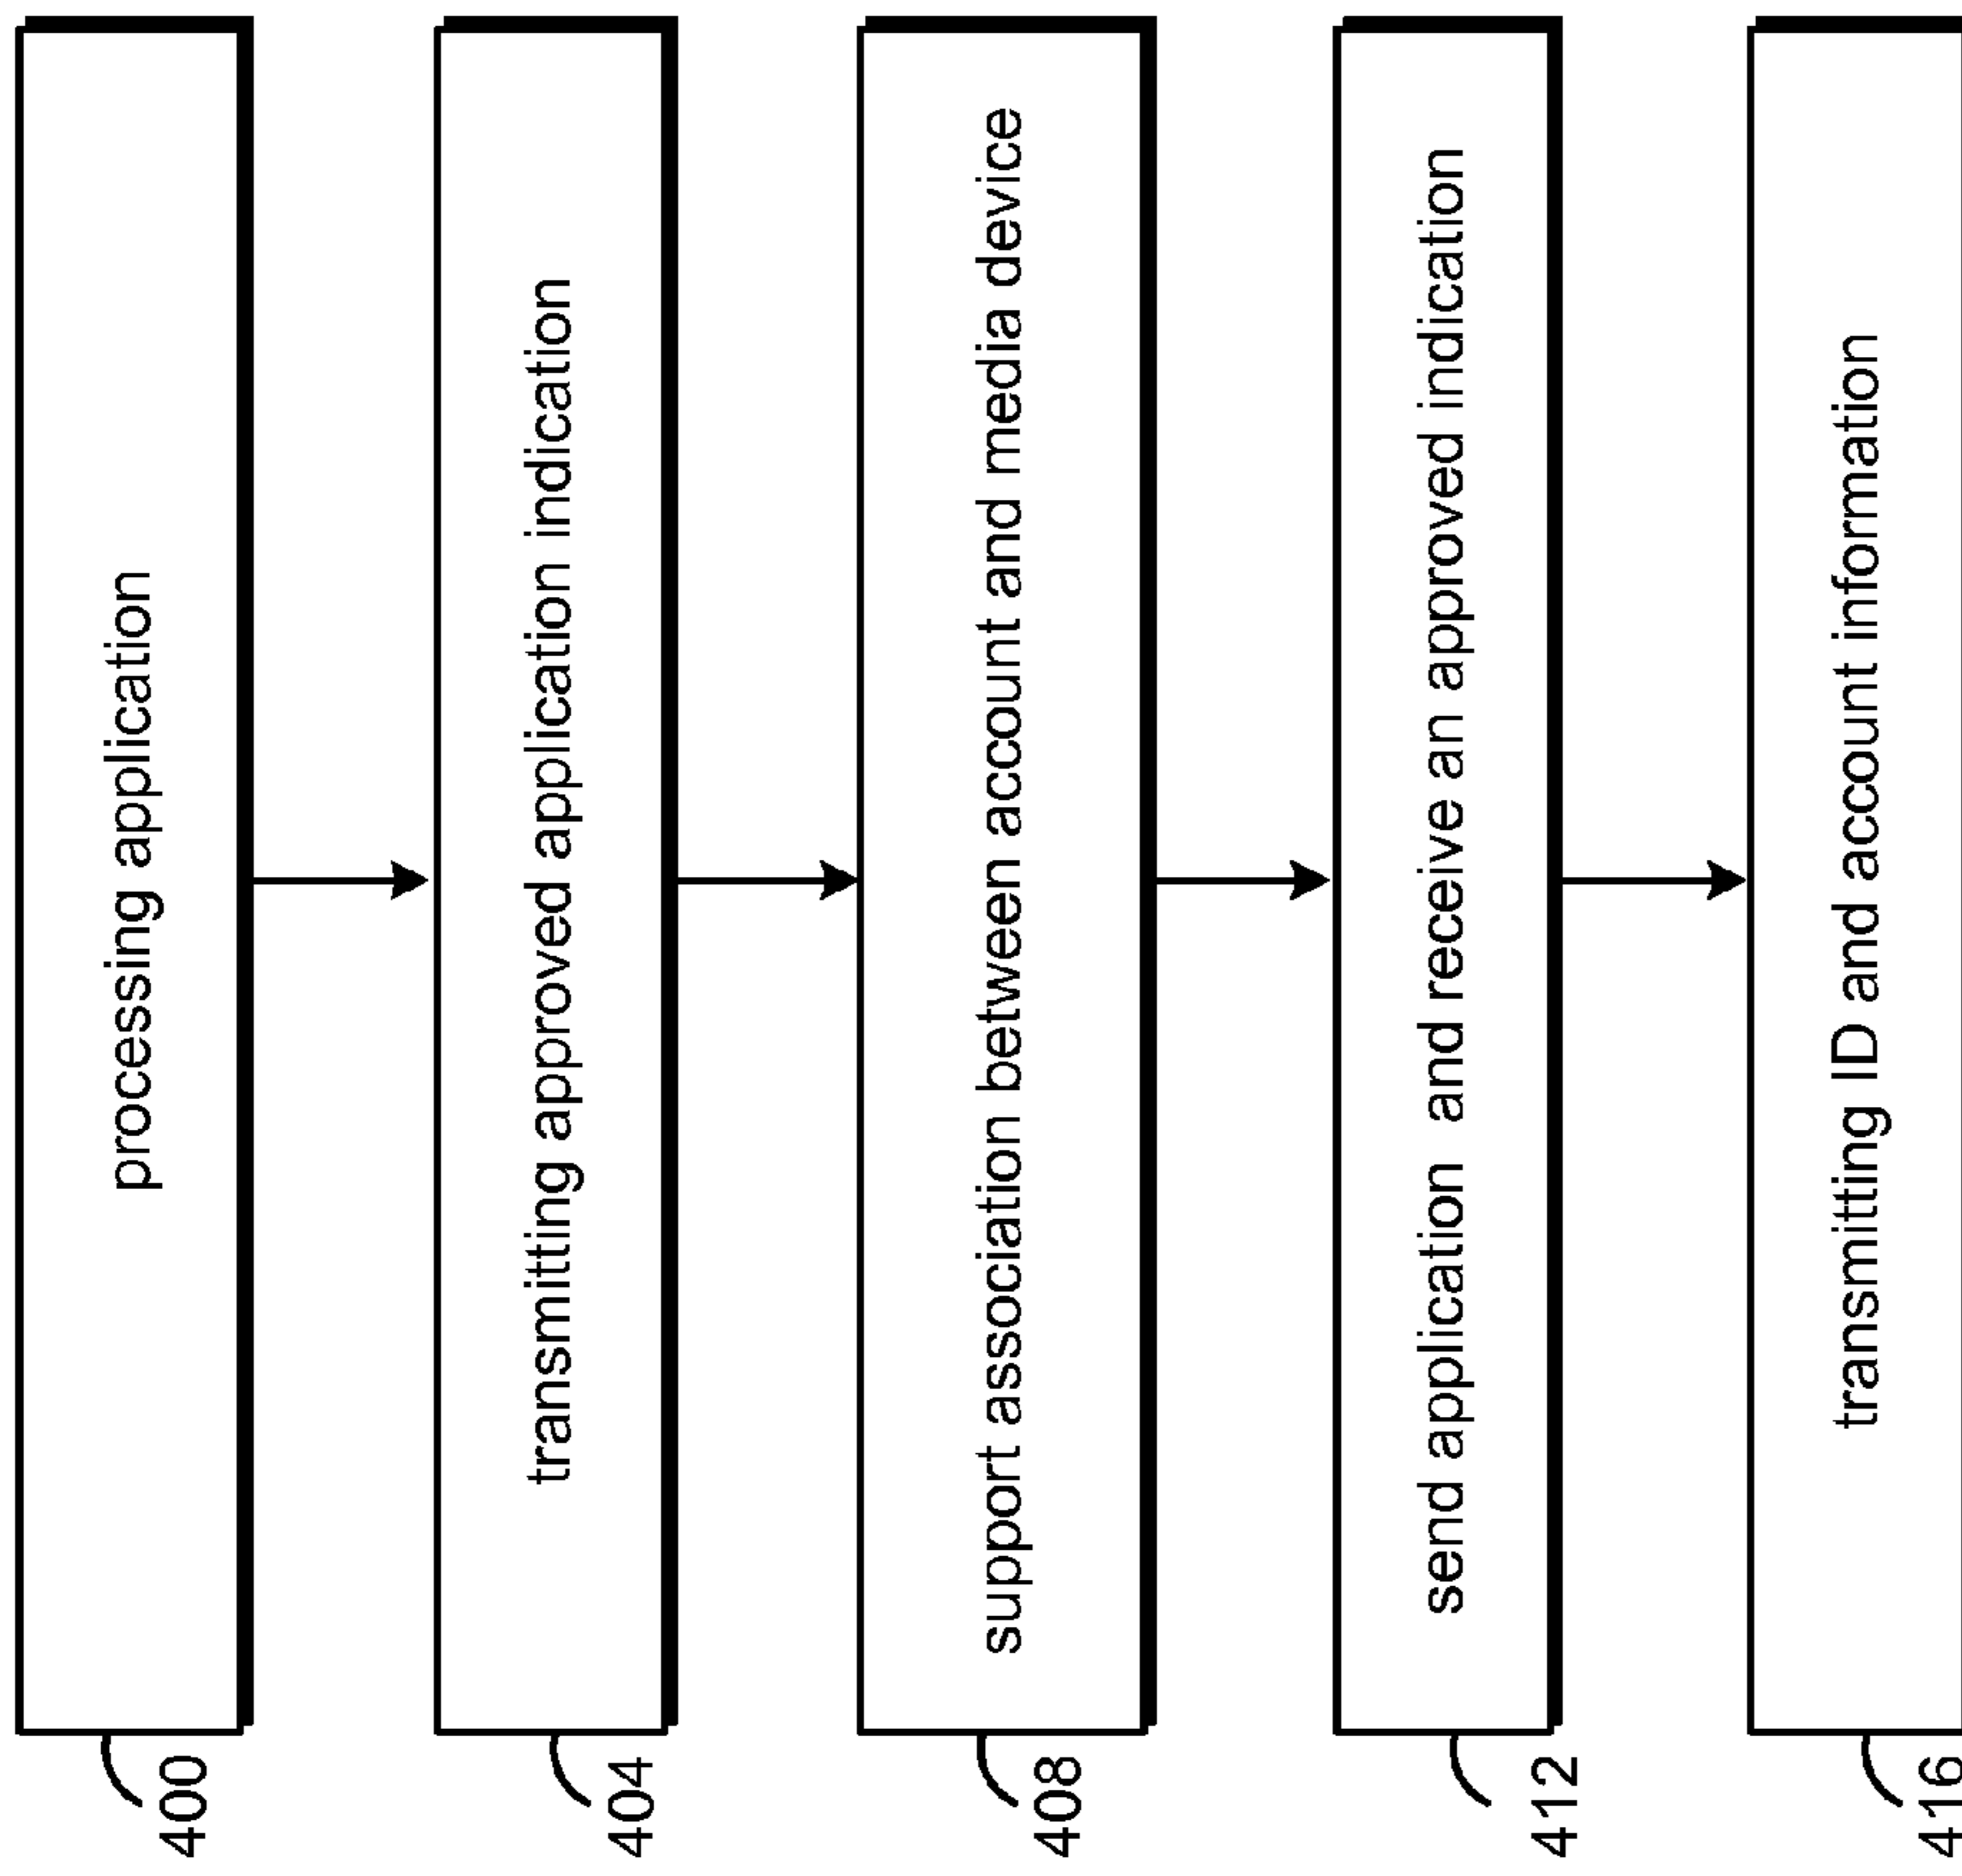 processing application
400
transmitting approved application indication
404
support association between account and media device
408
send application and receive an approved indication
412
transmitting ID and account information
416